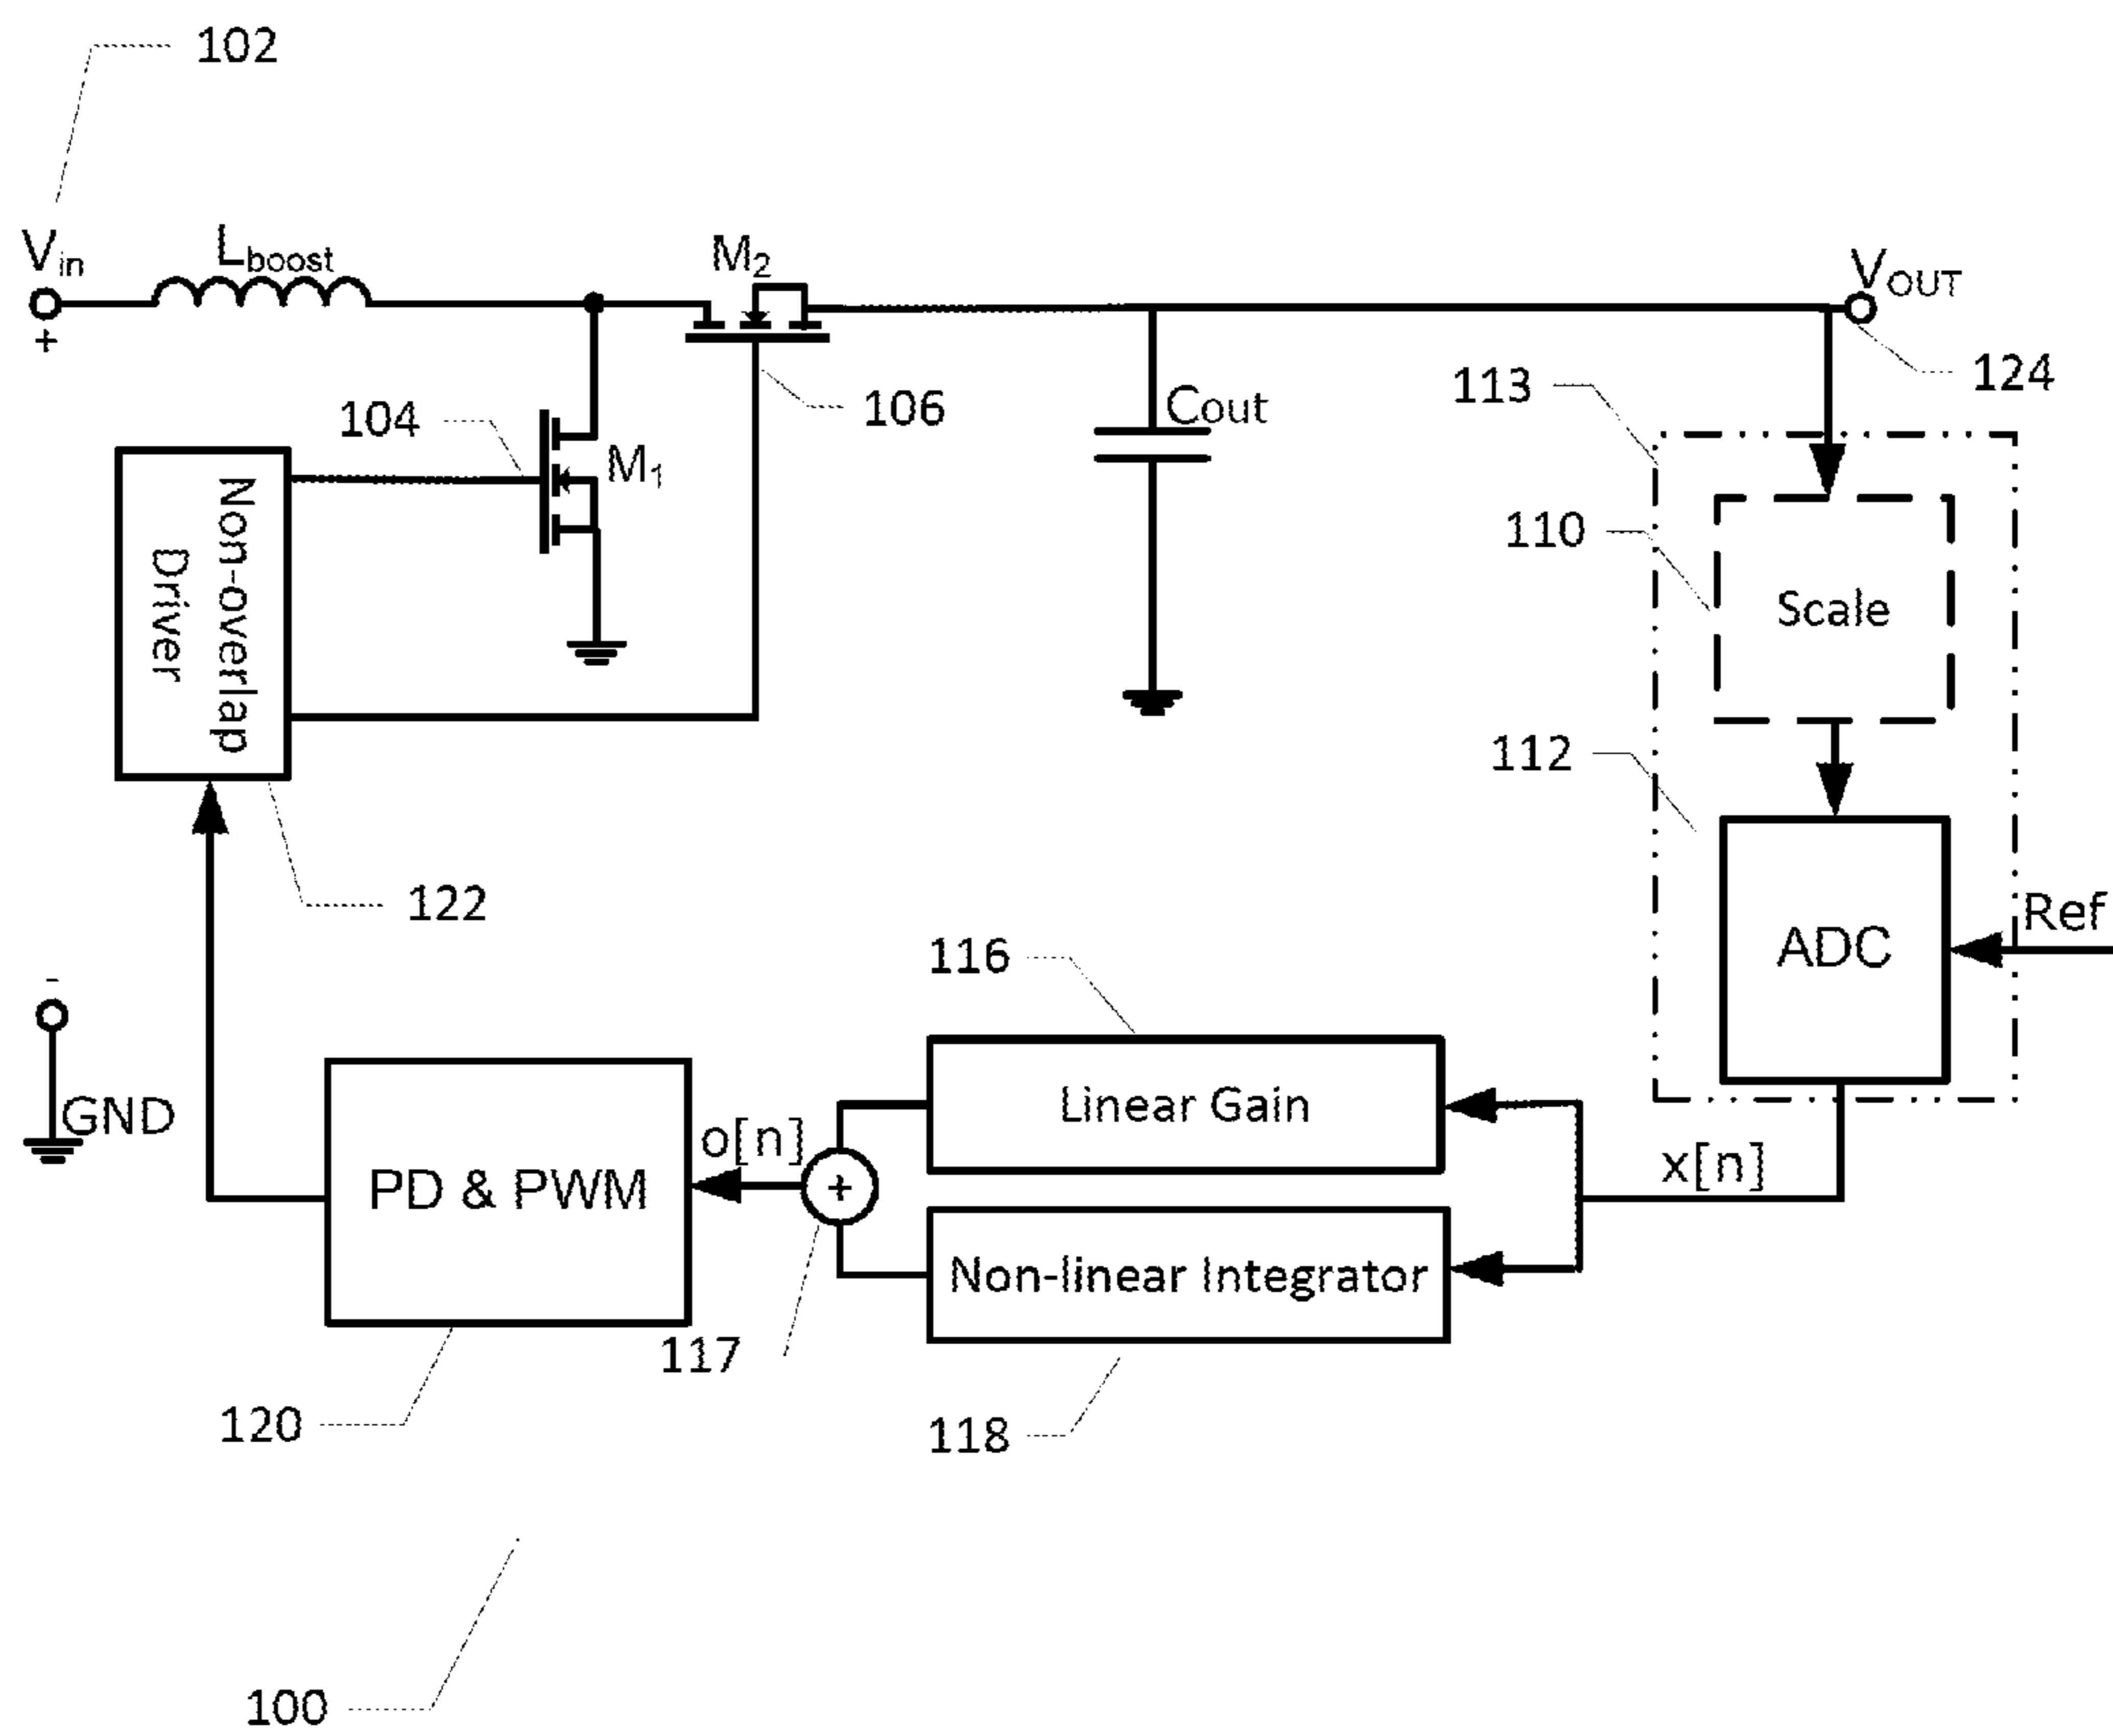 102
Vin
+
Lboost
M2
VOUT
124
113
106
Cout
104
M1
Non-overlap
Driver
110
Scale
112
122
Ref
ADC
116
-
GND
Linear Gain
o[n]
x[n]
PD & PWM
+
Non-linear Integrator
117
120
118
100